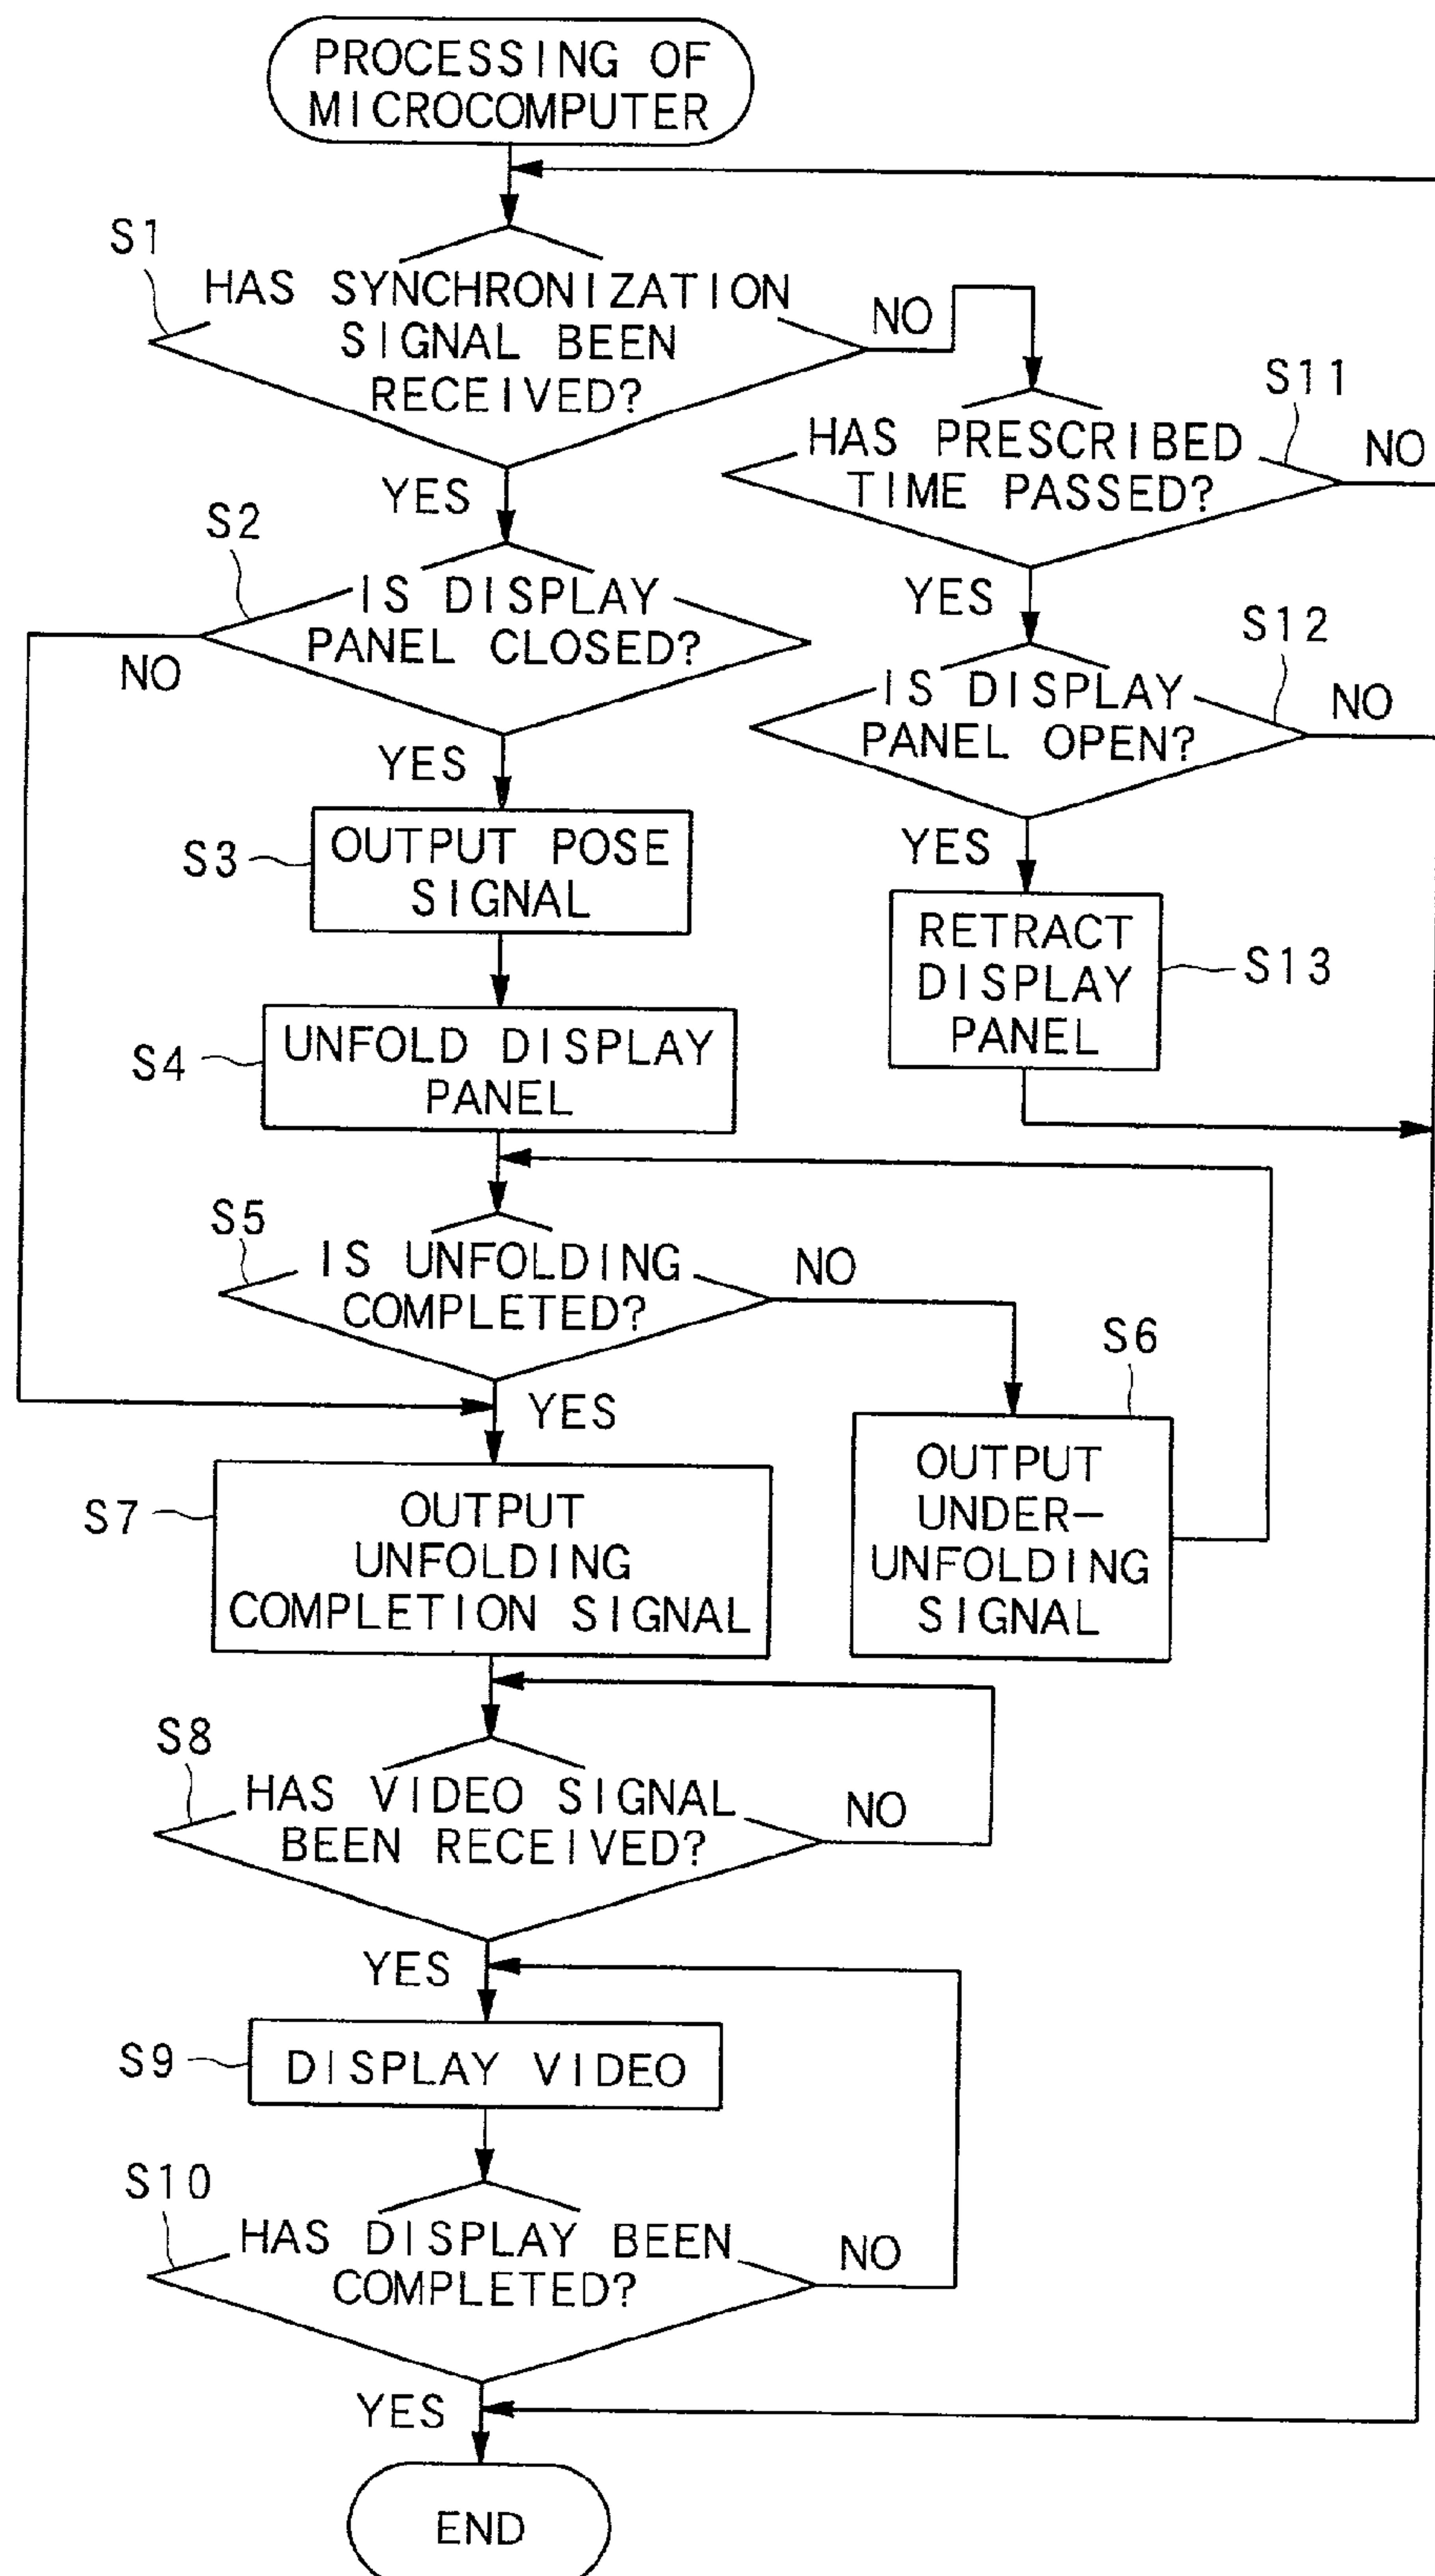 PROCESSING OF
MICROCOMPUTER
S1
HAS SYNCHRONIZATION
SIGNAL BEEN
RECEIVED?
NO
YES
S11
HAS PRESCRIBED
TIME PASSED?
NO
YES
S2
IS DISPLAY
PANEL CLOSED?
NO
YES
S12
IS DISPLAY
PANEL OPEN?
NO
YES
S3
OUTPUT POSE
SIGNAL
S13
RETRACT
DISPLAY
PANEL
S4
UNFOLD DISPLAY
PANEL
S5
IS UNFOLDING
COMPLETED?
NO
YES
S6
OUTPUT
UNDER-
UNFOLDING
SIGNAL
S7
OUTPUT
UNFOLDING
COMPLETION SIGNAL
S8
HAS VIDEO SIGNAL
BEEN RECEIVED?
NO
YES
S9
DISPLAY VIDEO
S10
HAS DISPLAY BEEN
COMPLETED?
NO
YES
END